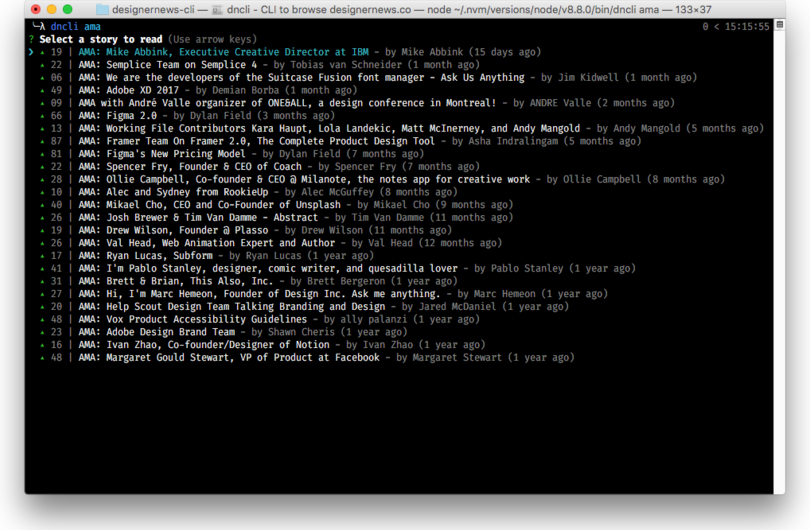 designernews-cli — dncli - CLI to browse designernews.co — node ~/.nvm/versions/node/v8.8.0/bin/dncli ama — 133×37
╰─λ dncli ama 0 < 15:15:55
? Select a story to read (Use arrow keys)
❯ ▲ 19 | AMA: Mike Abbink, Executive Creative Director at IBM - by Mike Abbink (15 days ago)
▲ 22 | AMA: Semplice Team on Semplice 4 - by Tobias van Schneider (1 month ago)
▲ 06 | AMA: We are the developers of the Suitcase Fusion font manager - Ask Us Anything - by Jim Kidwell (1 month ago)
▲ 49 | AMA: Adobe XD 2017 - by Demian Borba (1 month ago)
▲ 09 | AMA with André Valle organizer of ONE&ALL, a design conference in Montreal! - by ANDRE Valle (2 months ago)
▲ 66 | AMA: Figma 2.0 - by Dylan Field (3 months ago)
▲ 13 | AMA: Working File Contributors Kara Haupt, Lola Landekic, Matt McInerney, and Andy Mangold - by Andy Mangold (5 months ago)
▲ 87 | AMA: Framer Team On Framer 2.0, The Complete Product Design Tool - by Asha Indralingam (5 months ago)
▲ 81 | AMA: Figma's New Pricing Model - by Dylan Field (7 months ago)
▲ 22 | AMA: Spencer Fry, Founder & CEO of Coach - by Spencer Fry (7 months ago)
▲ 28 | AMA: Ollie Campbell, Co-founder & CEO @ Milanote, the notes app for creative work - by Ollie Campbell (8 months ago)
▲ 10 | AMA: Alec and Sydney from RookieUp - by Alec McGuffey (8 months ago)
▲ 40 | AMA: Mikael Cho, CEO and Co-Founder of Unsplash - by Mikael Cho (9 months ago)
▲ 26 | AMA: Josh Brewer & Tim Van Damme - Abstract - by Tim Van Damme (11 months ago)
▲ 19 | AMA: Drew Wilson, Founder @ Plasso - by Drew Wilson (11 months ago)
▲ 26 | AMA: Val Head, Web Animation Expert and Author - by Val Head (12 months ago)
▲ 17 | AMA: Ryan Lucas, Subform - by Ryan Lucas (1 year ago)
▲ 41 | AMA: I'm Pablo Stanley, designer, comic writer, and quesadilla lover - by Pablo Stanley (1 year ago)
▲ 31 | AMA: Brett & Brian, This Also, Inc. - by Brett Bergeron (1 year ago)
▲ 27 | AMA: Hi, I'm Marc Hemeon, Founder of Design Inc. Ask me anything. - by Marc Hemeon (1 year ago)
▲ 20 | AMA: Help Scout Design Team Talking Branding and Design - by Jared McDaniel (1 year ago)
▲ 48 | AMA: Vox Product Accessibility Guidelines - by ally palanzi (1 year ago)
▲ 23 | AMA: Adobe Design Brand Team - by Shawn Cheris (1 year ago)
▲ 16 | AMA: Ivan Zhao, Co-founder/Designer of Notion - by Ivan Zhao (1 year ago)
▲ 48 | AMA: Margaret Gould Stewart, VP of Product at Facebook - by Margaret Stewart (1 year ago)